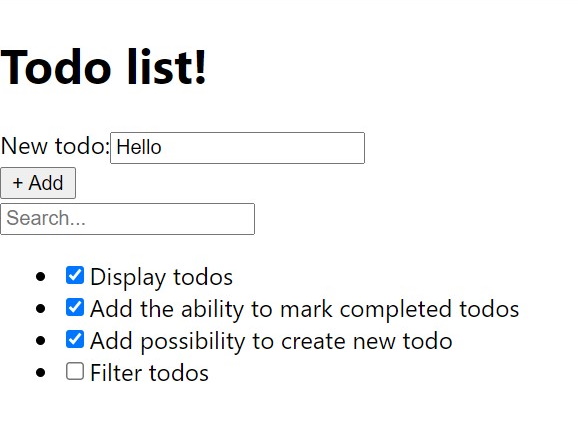 Todo list!
New todo: Hello
+ Add
Search...
Display todos
Add the ability to mark completed todos
Add possibility to create new todo
Filter todos